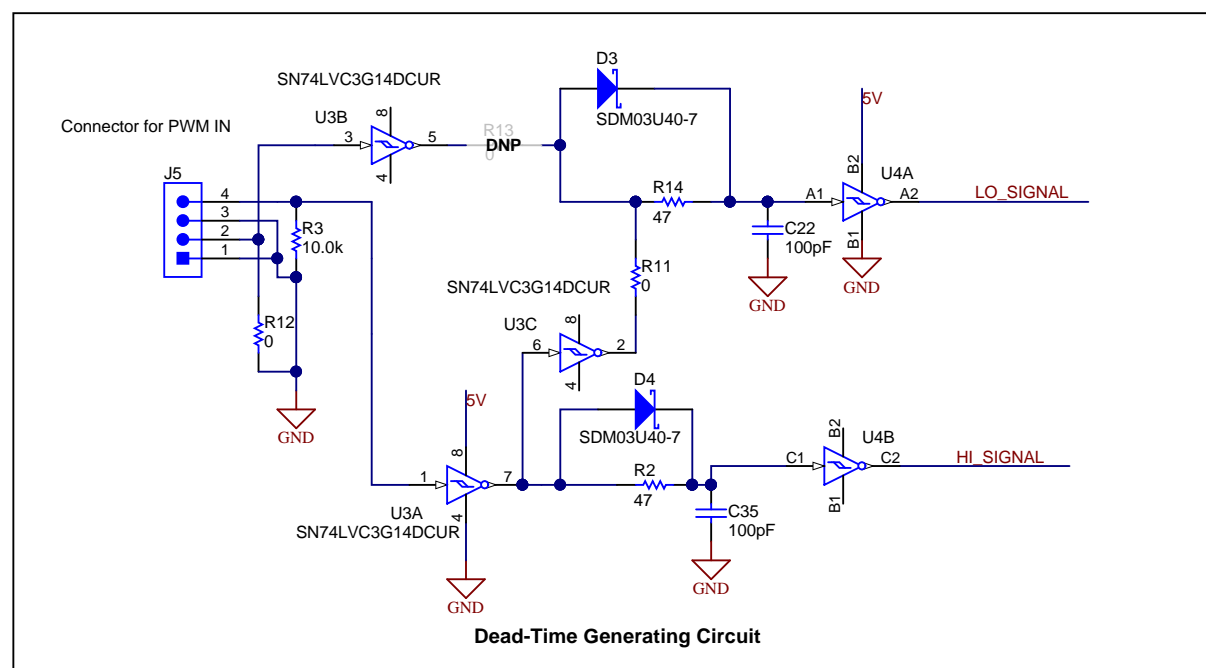 D3
SN74LVC3G14DCUR
SDM03U40-7
5V
Connector for PWM IN
U3B
8
3
5
4
R13
0
DNP
B2
U4A
J5
4
3
2
1
R3
10.0k
R14
47
A1
A2
LO_SIGNAL
B1
C22
100pF
GND
GND
R11
0
SN74LVC3G14DCUR
R12
0
U3C
8
6
2
4
GND
D4
SDM03U40-7
5V
8
1
7
4
U3A
SN74LVC3G14DCUR
R2
47
B2
U4B
C1
C2
HI_SIGNAL
B1
C35
100pF
GND
GND
Dead-Time Generating Circuit